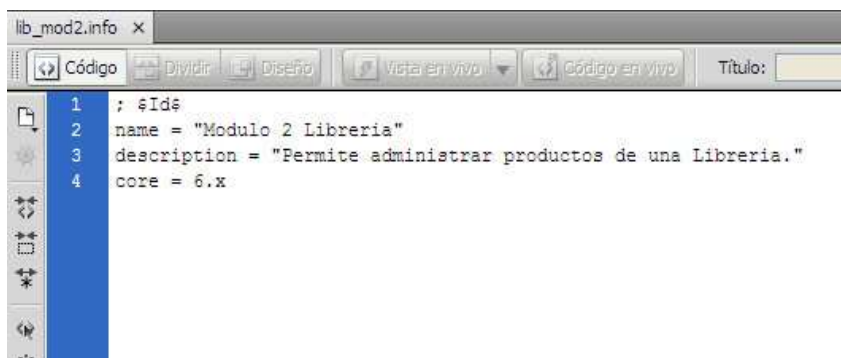 lib_mod2.info ×
Código Dividir Diseño Vista en vivo Código en vivo Título:
1 ; $Id$
2 name = "Modulo 2 Libreria"
3 description = "Permite administrar productos de una Libreria."
4 core = 6.x